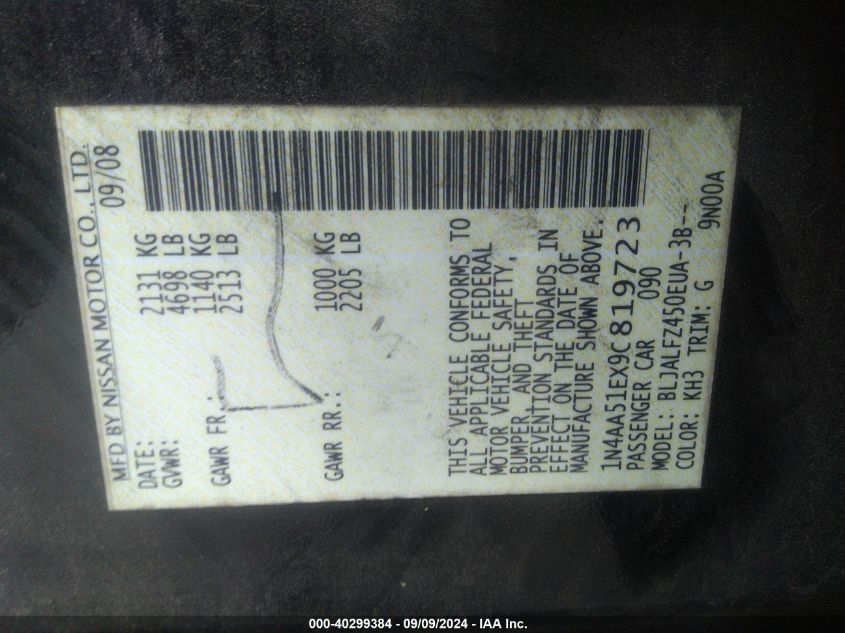 MFD BY NISSAN MOTOR CO., LTD.
DATE: 09/08
GVWR: 2131 KG
4698 LB
GAWR FR.: 1140 KG
2513 LB
GAWR RR.: 1000 KG
2205 LB
THIS VEHICLE CONFORMS TO
ALL APPLICABLE FEDERAL
MOTOR VEHICLE SAFETY,
BUMPER, AND THEFT
PREVENTION STANDARDS IN
EFFECT ON THE DATE OF
MANUFACTURE SHOWN ABOVE.
1N4AA51EX9C819723
PASSENGER CAR 090
MODEL: BLJALFZ450EUA-3B--
COLOR: KH3 TRIM: G 9N00A
000-40299384 - 09/09/2024 - IAA Inc.